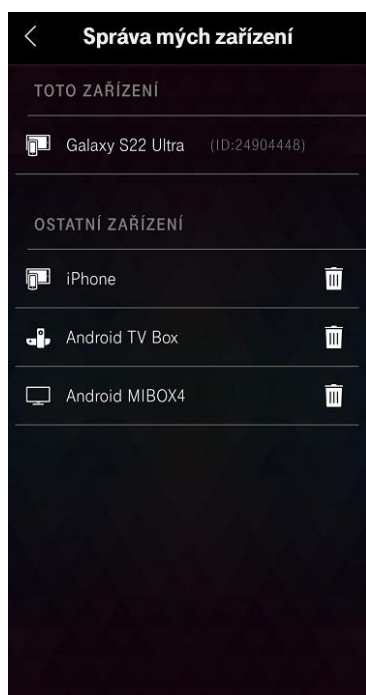 Správa mých zařízení
TOTO ZAŘÍZENÍ
Galaxy S22 Ultra (ID:24904448)
OSTATNÍ ZAŘÍZENÍ
iPhone
Android TV Box
Android MIBOX4